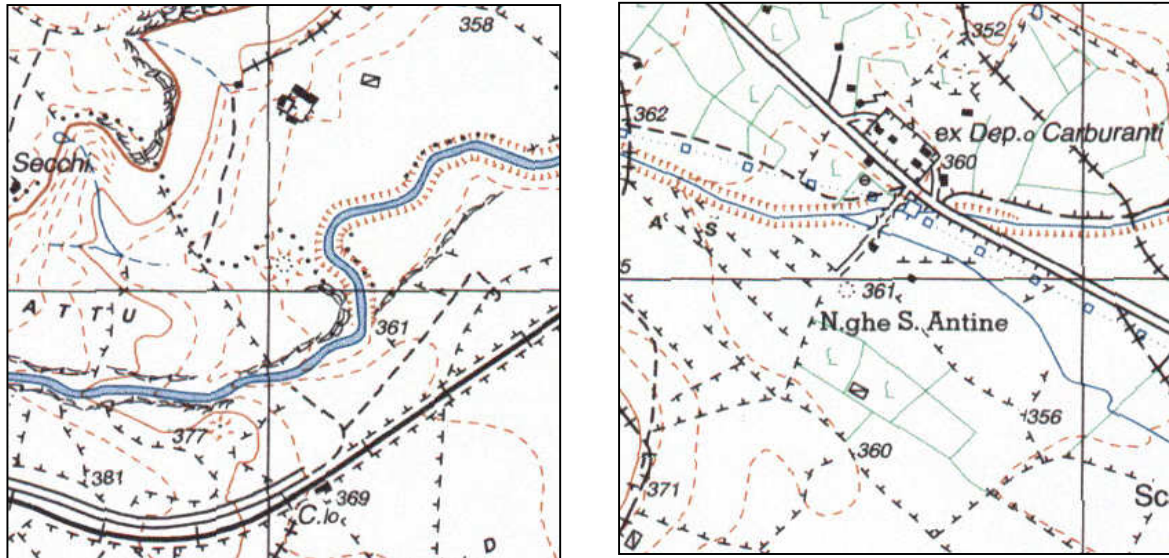 358
Secchi
A T T U
361
377
381
369
C.lo
D
352
362
ex Dep.o Carburanti
360
e
A S
5
361
N.ghe S. Antine
356
360
371
Sc